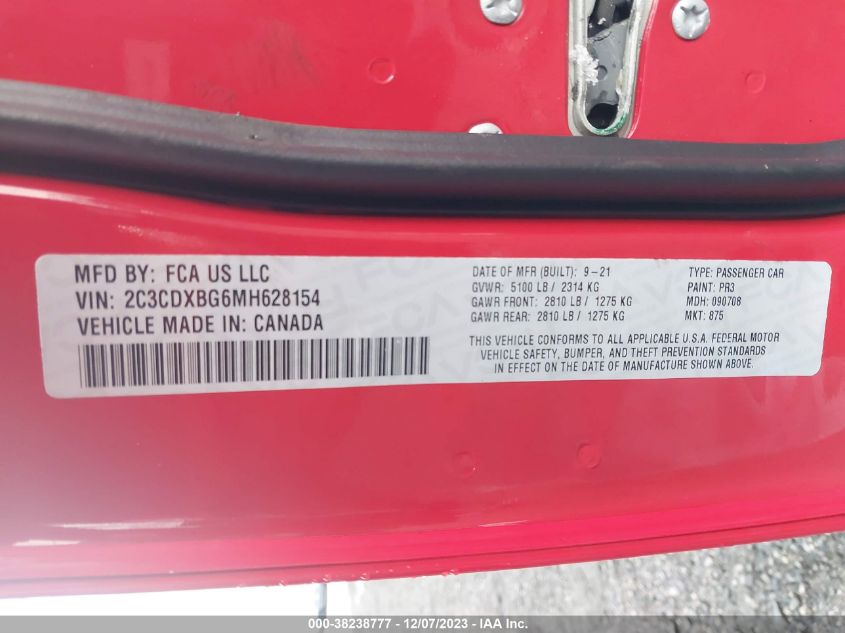 MFD BY: FCA US LLC
VIN: 2C3CDXBG6MH628154
VEHICLE MADE IN: CANADA
DATE OF MFR (BUILT): 9-21
GVWR: 5100 LB / 2314 KG
GAWR FRONT: 2810 LB / 1275 KG
GAWR REAR: 2810 LB / 1275 KG
TYPE: PASSENGER CAR
PAINT: PR3
MDH: 090708
MKT: 875
THIS VEHICLE CONFORMS TO ALL APPLICABLE U.S.A. FEDERAL MOTOR
VEHICLE SAFETY, BUMPER, AND THEFT PREVENTION STANDARDS
IN EFFECT ON THE DATE OF MANUFACTURE SHOWN ABOVE.
000-38238777 - 12/07/2023 - IAA Inc.